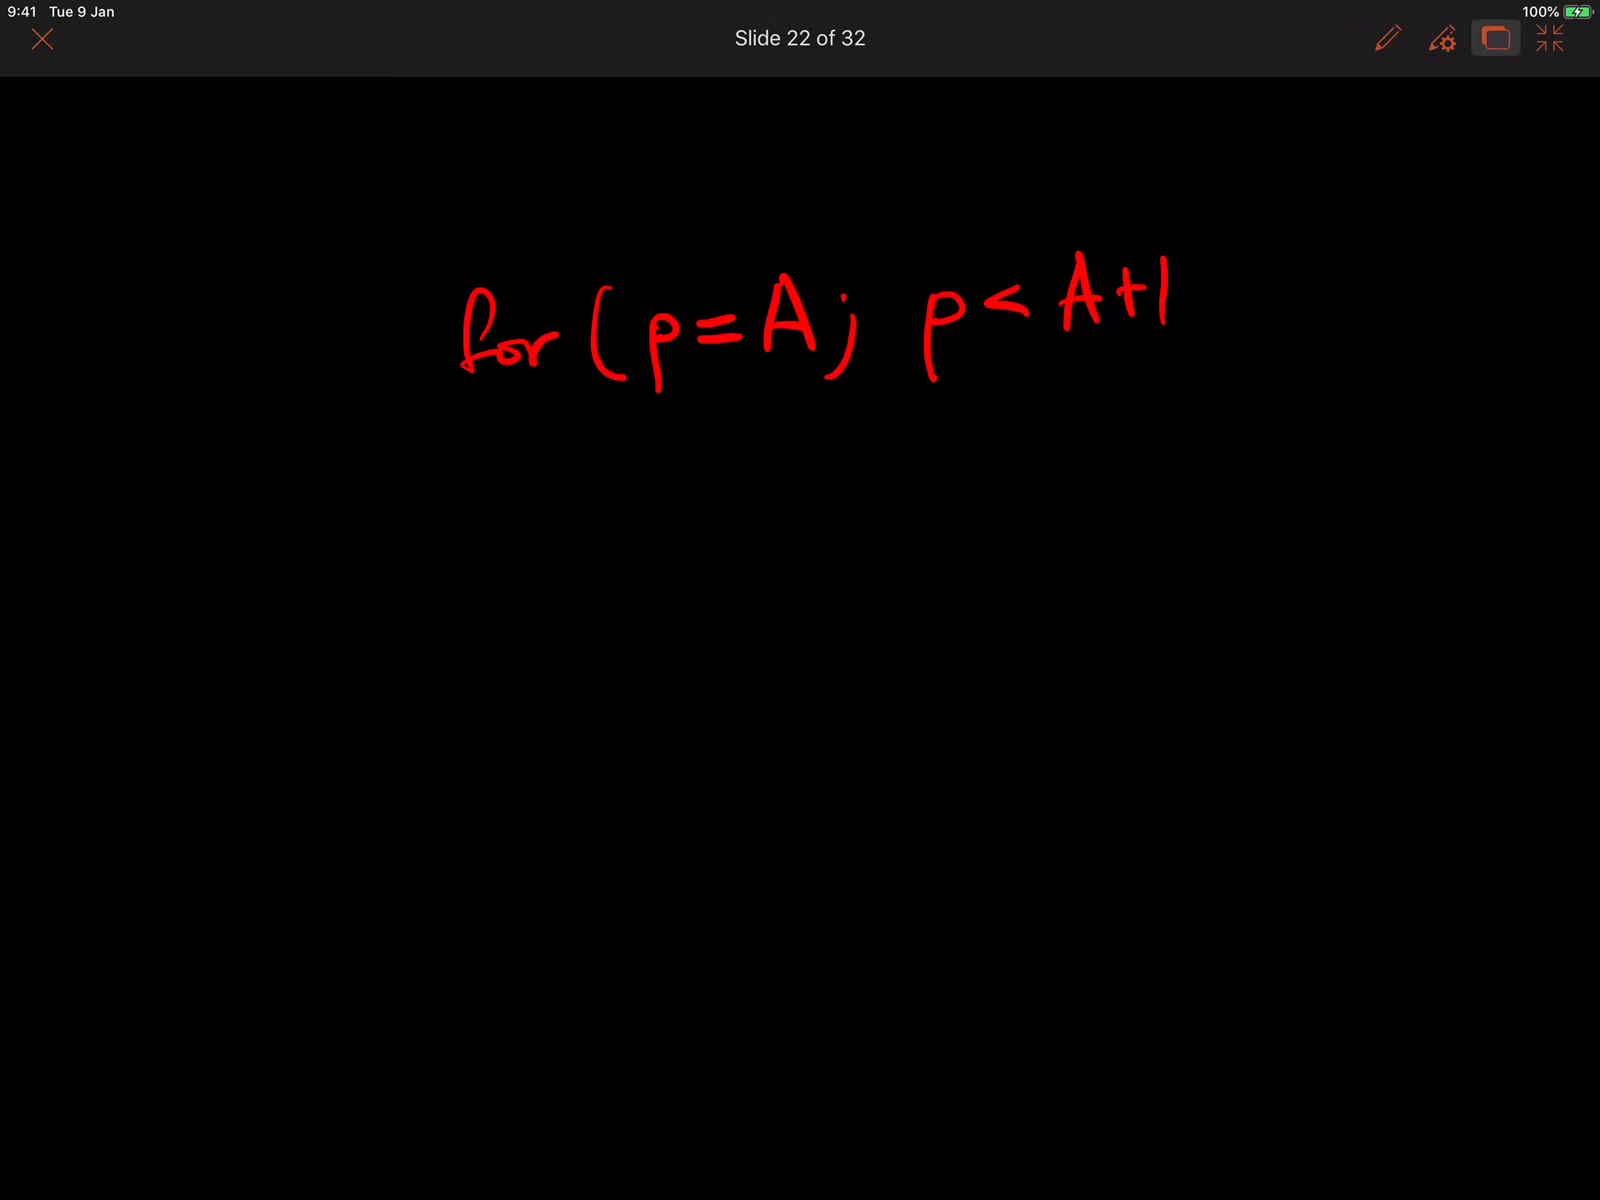 9:41 Tue 9 Jan
100%
Slide 22 of 32
for ( p = A ; p < A + 1